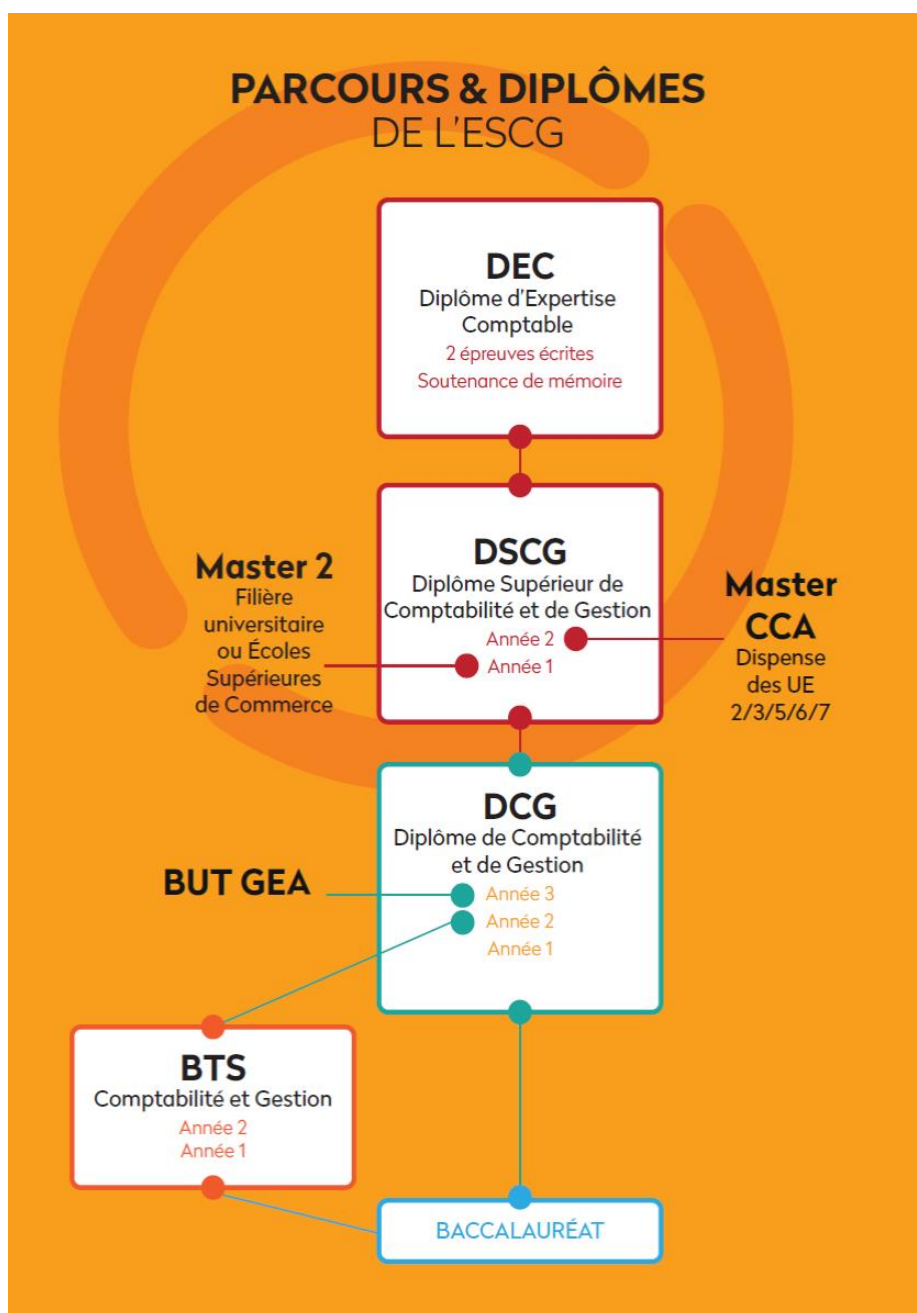 PARCOURS & DIPLÔMES
DE L'ESCG
DEC
Diplôme d'Expertise
Comptable
2 épreuves écrites
Soutenance de mémoire
Master 2
Filière
universitaire
ou Écoles
Supérieures
de Commerce
DSCG
Diplôme Supérieur de
Comptabilité et de Gestion
Année 2
Année 1
Master
CCA
Dispense
des UE
2/3/5/6/7
DCG
Diplôme de Comptabilité
et de Gestion
Année 3
Année 2
Année 1
BUT GEA
BTS
Comptabilité et Gestion
Année 2
Année 1
BACCALAURÉAT